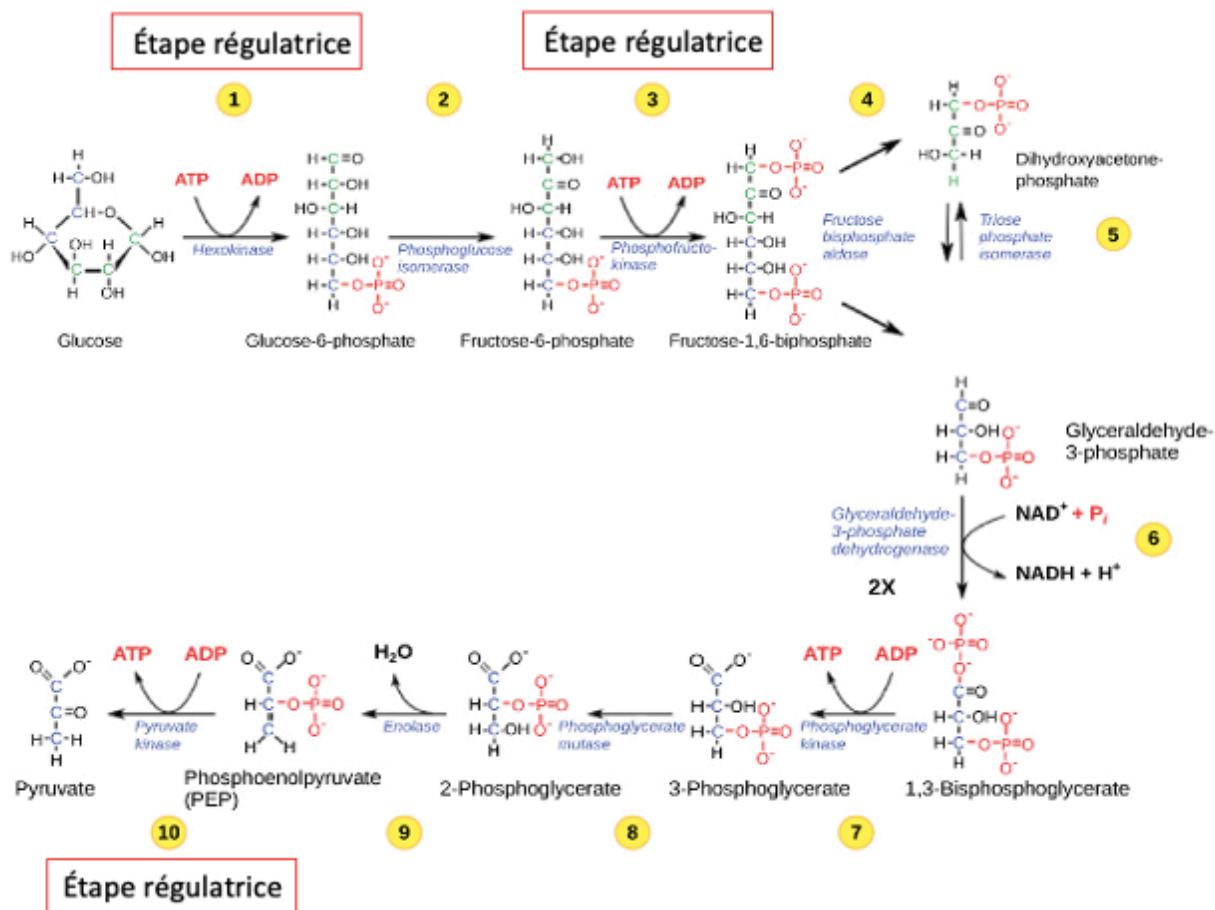 Étape régulatrice
Étape régulatrice
1
2
3
4
ATP
ADP
Hexokinase
Phosphoglucose
isomerase
ATP
ADP
Phosphofructo-
kinase
Fructose
bisphosphate
aldose
Dihydroxyacetone-
phosphate
Triose
phosphate
isomerase
5
Glucose
Glucose-6-phosphate
Fructose-6-phosphate
Fructose-1,6-biphosphate
Glyceraldehyde-
3-phosphate
Glyceraldehyde-
3-phosphate
dehydrogenase
NAD+ + Pi
6
NADH + H+
2X
ATP
ADP
Pyruvate
kinase
H2O
Enolase
Phosphoglycerate
mutase
ATP
ADP
Phosphoglycerate
kinase
Pyruvate
Phosphoenolpyruvate
(PEP)
2-Phosphoglycerate
3-Phosphoglycerate
1,3-Bisphosphoglycerate
10
9
8
7
Étape régulatrice